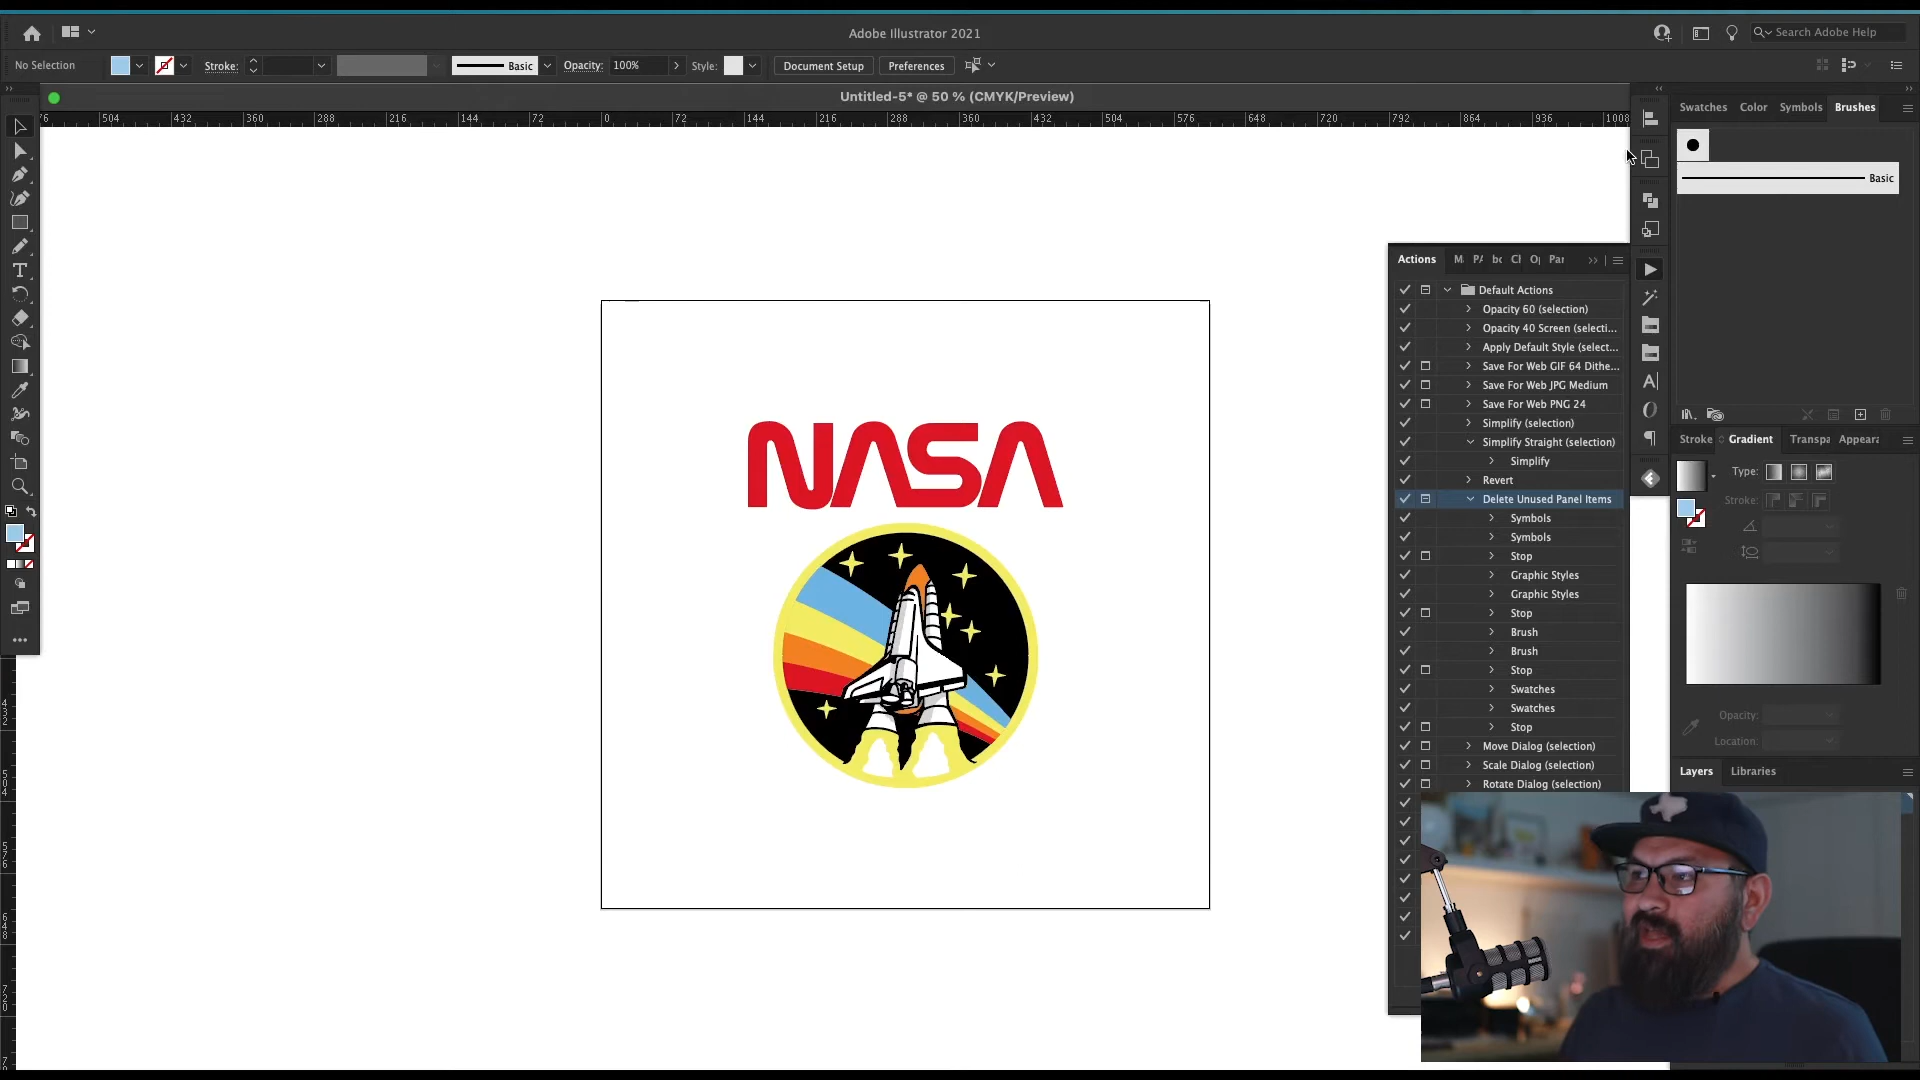 Adobe Illustrator 2021
Search Adobe Help
No Selection
Stroke:
Basic
Opacity: 100%
Style:
Document Setup
Preferences
Untitled-5* @ 50 % (CMYK/Preview)
504 432 360 288 216 144 72 0 72 144 216 288 360 432 504 576 648 720 792 864 936 1008
Swatches Color Symbols Brushes
Basic
Actions
Default Actions
Opacity 60 (selection)
Opacity 40 Screen (selecti...
Apply Default Style (select...
Save For Web GIF 64 Dithe...
Save For Web JPG Medium
Save For Web PNG 24
Simplify (selection)
Simplify Straight (selection)
Simplify
Revert
Delete Unused Panel Items
Symbols
Symbols
Stop
Graphic Styles
Graphic Styles
Stop
Brush
Brush
Stop
Swatches
Swatches
Stop
Move Dialog (selection)
Scale Dialog (selection)
Rotate Dialog (selection)
NASA
Stroke Gradient Transpa Appeara
Type:
Stroke:
Opacity:
Location:
Layers Libraries